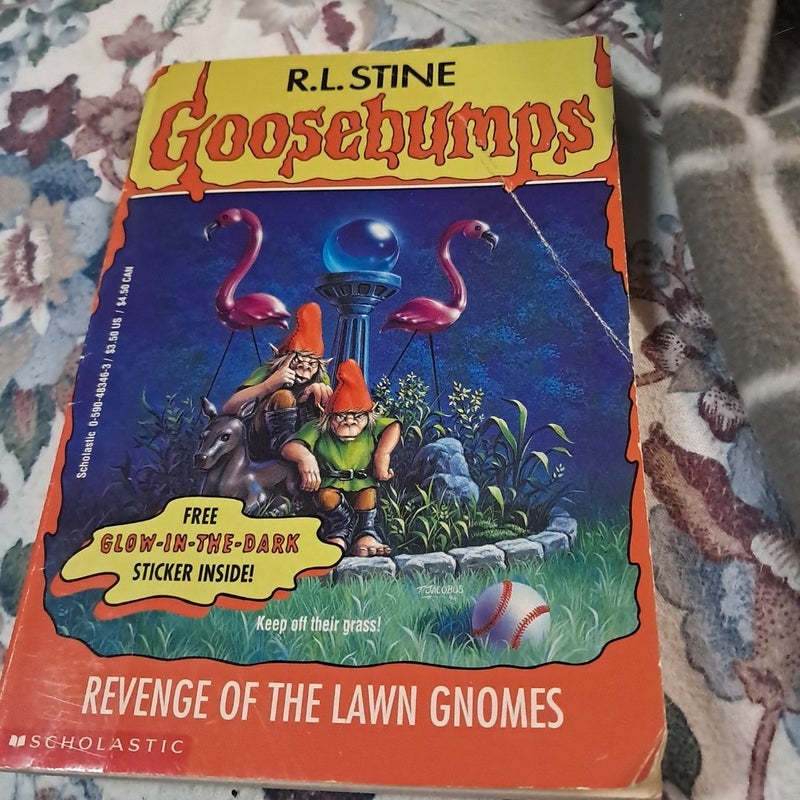 R.L. STINE
Goosebumps
Scholastic 0-590-48346-3 / $3.50 US / $4.50 CAN
FREE
GLOW-IN-THE-DARK
STICKER INSIDE!
T. JACOBUS
Keep off their grass!
REVENGE OF THE LAWN GNOMES
SCHOLASTIC